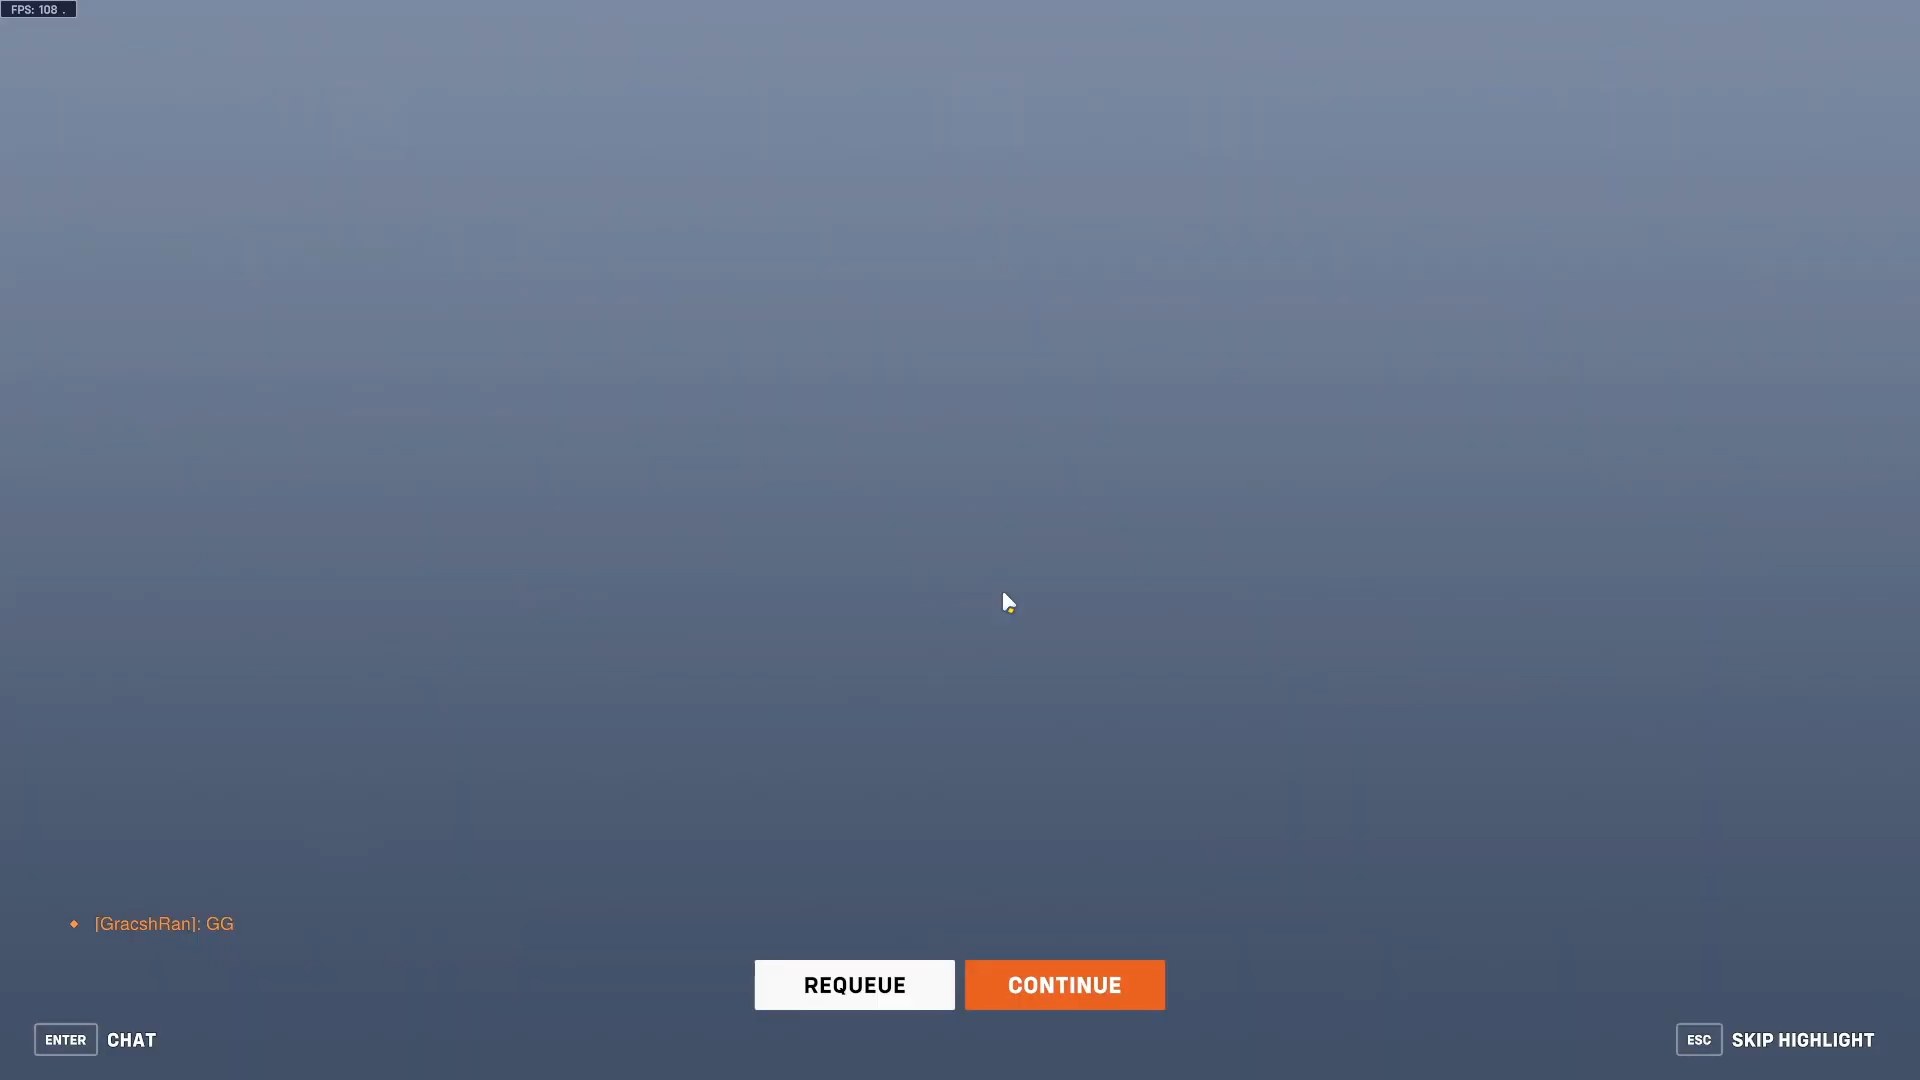 FPS: 108 .
[GracshRan]: GG
REQUEUE
CONTINUE
ENTER CHAT
ESC SKIP HIGHLIGHT